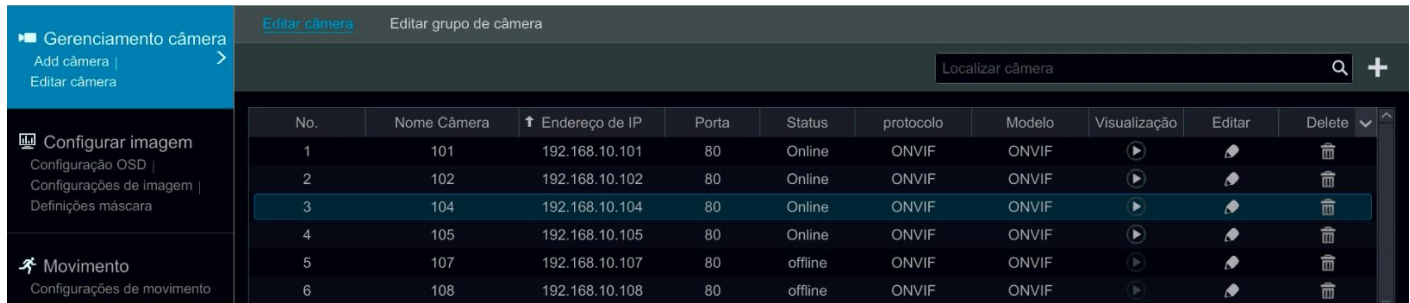 Gerenciamento câmera
Add câmera |
Editar câmera
Configurar imagem
Configuração OSD |
Configurações de imagem |
Definições máscara
Movimento
Configurações de movimento
Editar câmera Editar grupo de câmera
Localizar câmera
No. Nome Câmera Endereço de IP Porta Status protocolo Modelo Visualização Editar Delete
1 101 192.168.10.101 80 Online ONVIF ONVIF
2 102 192.168.10.102 80 Online ONVIF ONVIF
3 104 192.168.10.104 80 Online ONVIF ONVIF
4 105 192.168.10.105 80 Online ONVIF ONVIF
5 107 192.168.10.107 80 offline ONVIF ONVIF
6 108 192.168.10.108 80 offline ONVIF ONVIF